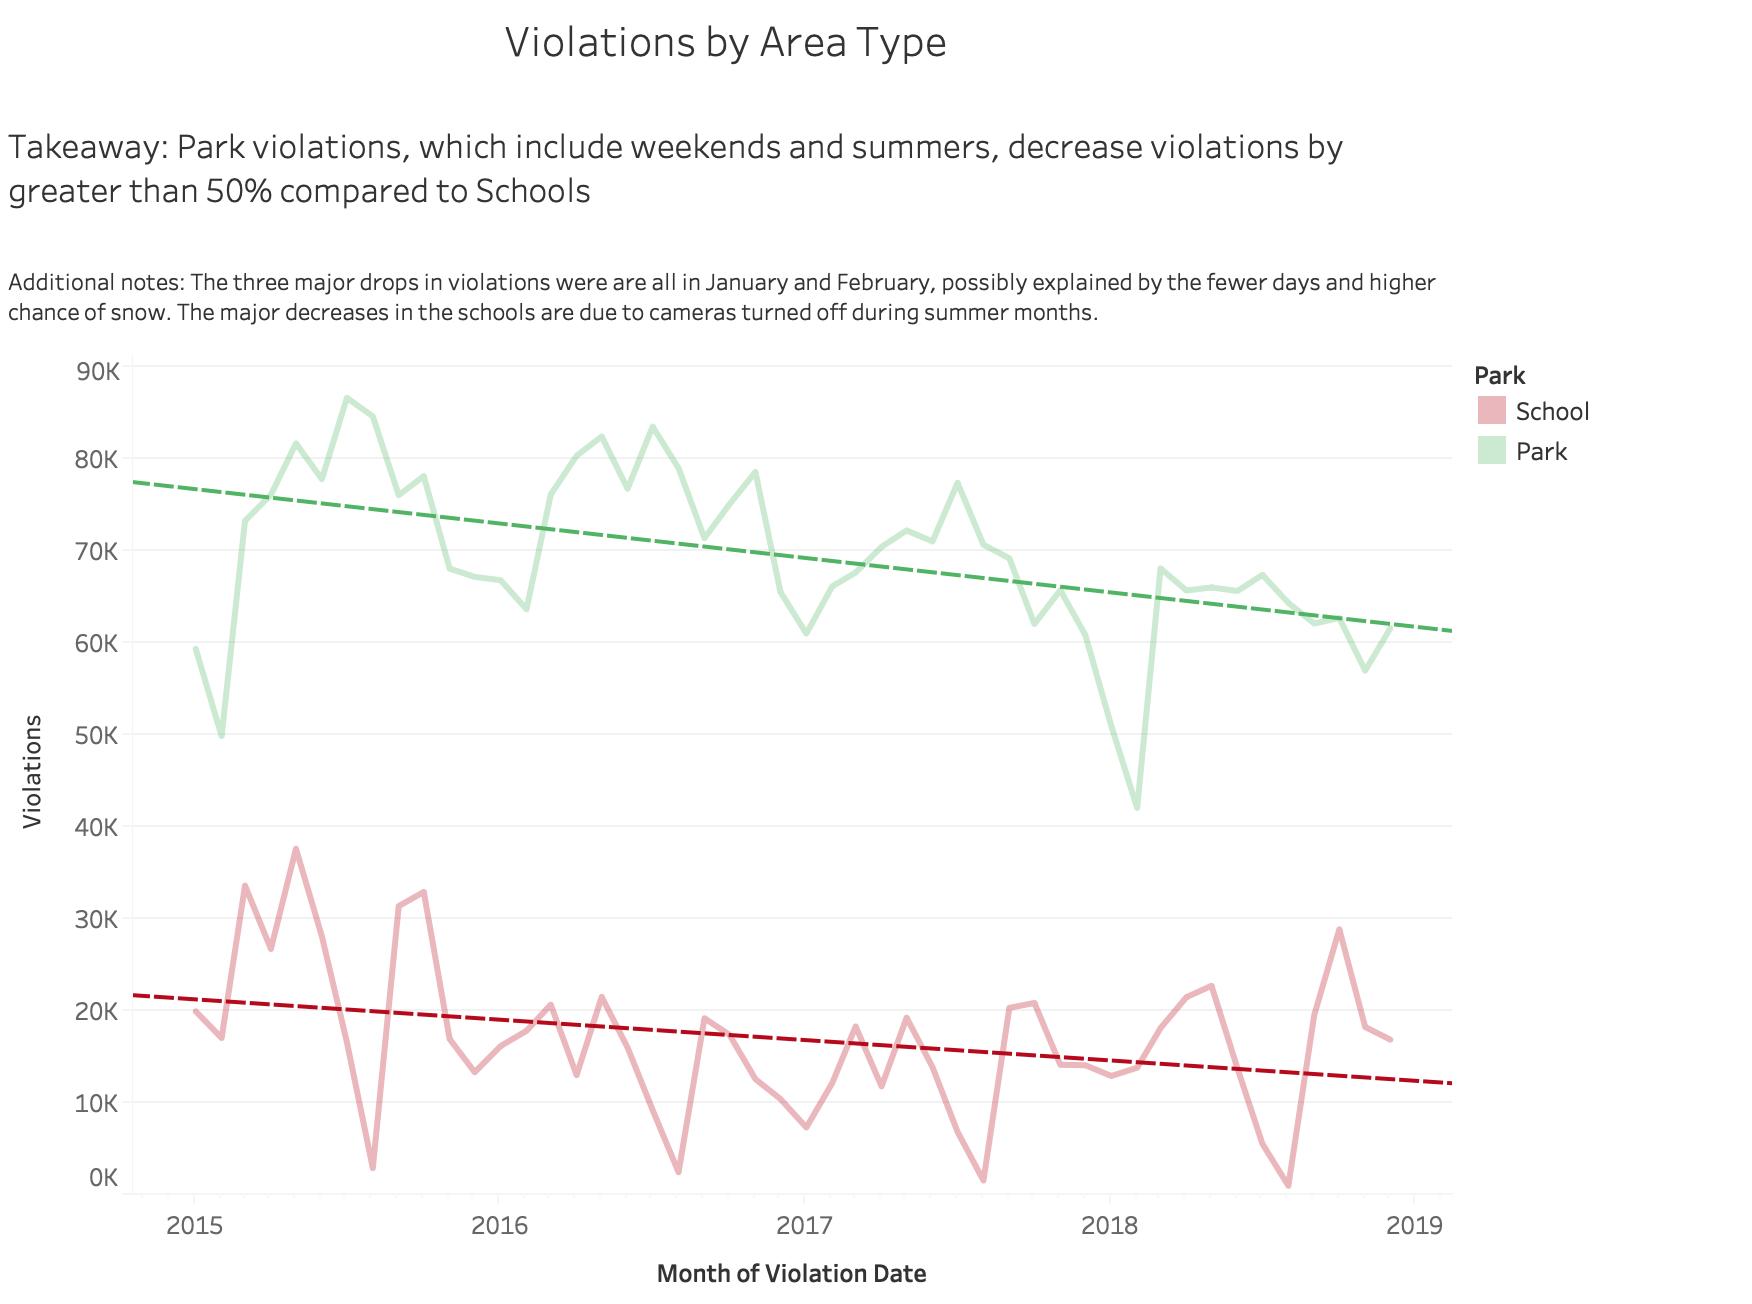 Violations by Area Type
Takeaway: Park violations, which include weekends and summers, decrease violations by
greater than 50% compared to Schools
Additional notes: The three major drops in violations were are all in January and February, possibly explained by the fewer days and higher
chance of snow. The major decreases in the schools are due to cameras turned off during summer months.
90K
80K
70K
60K
50K
40K
30K
20K
10K
0K
Violations
2015
2016
2017
2018
2019
Month of Violation Date
Park
School
Park